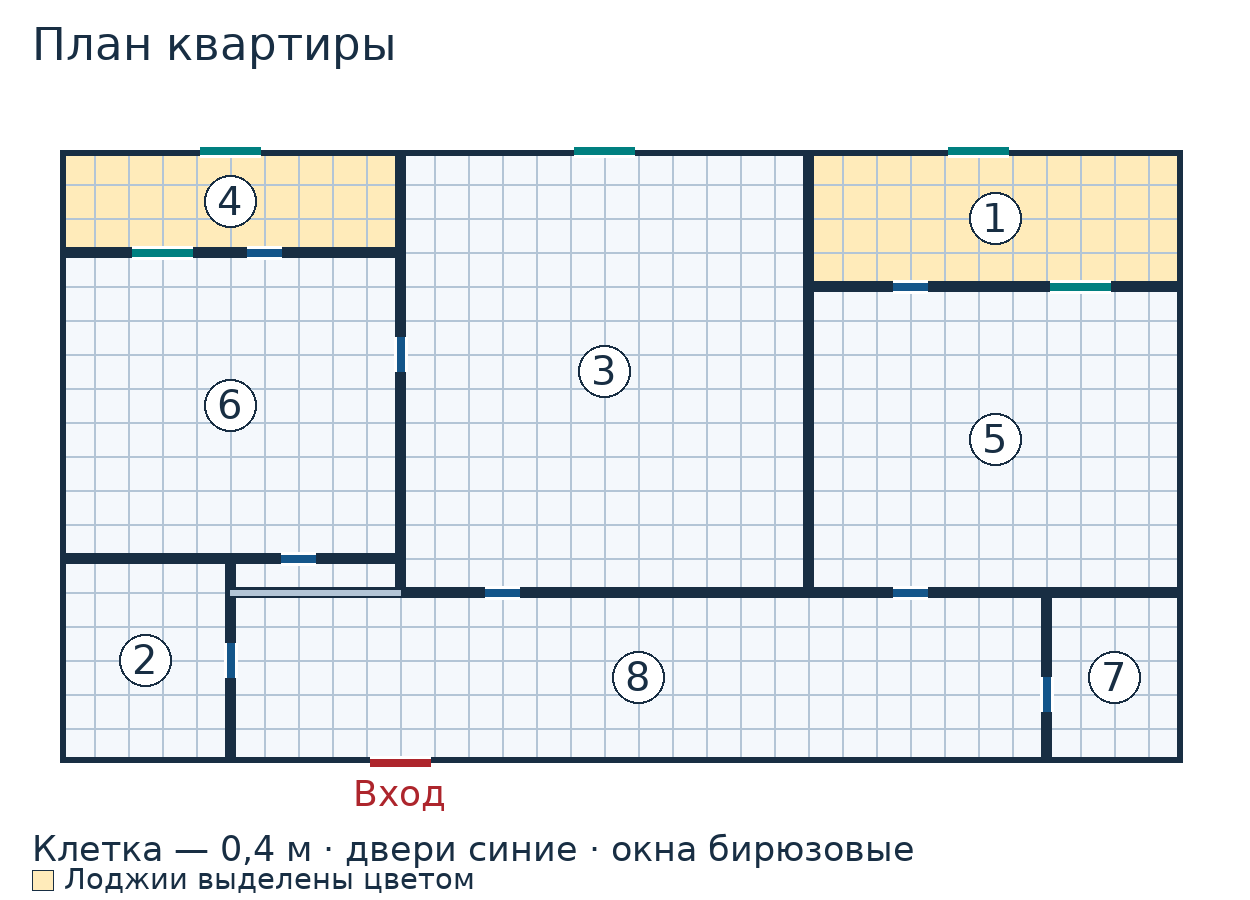 План квартиры
4
1
3
6
5
2
8
7
Вход
Клетка — 0,4 м · двери синие · окна бирюзовые
Лоджии выделены цветом